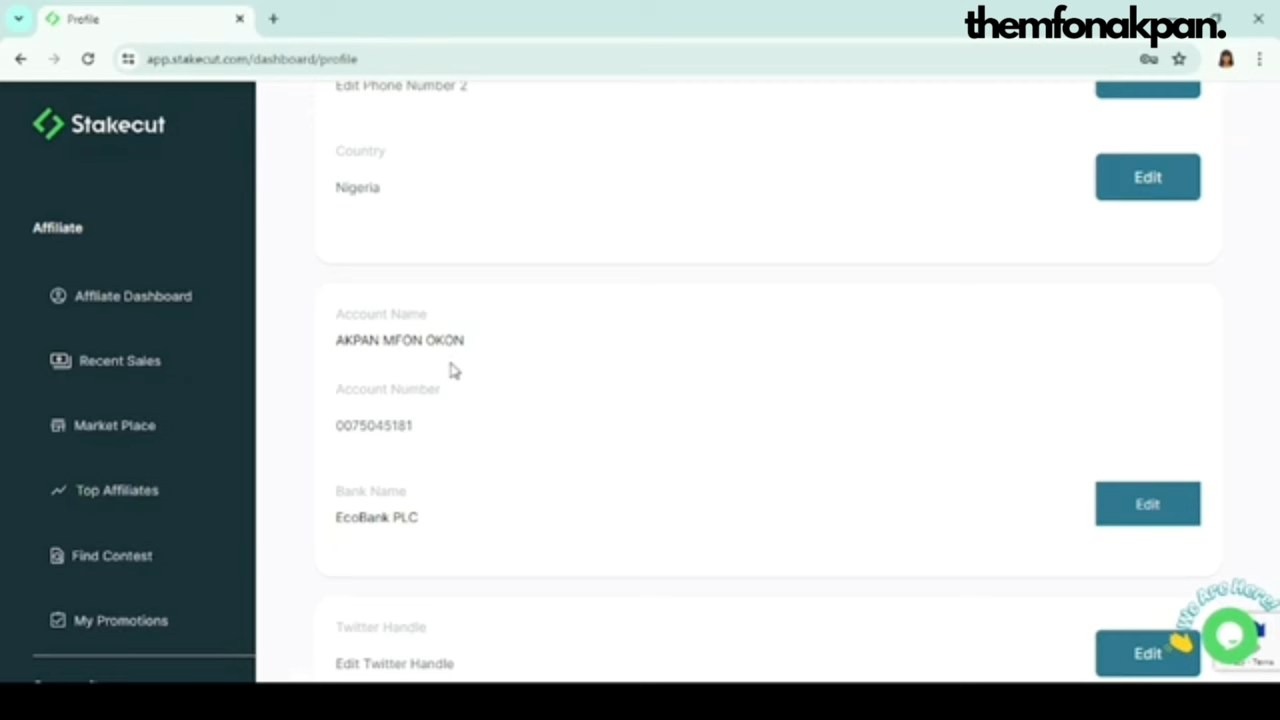 Profile
themfonakpan.
app.stakecut.com/dashboard/profile
Stakecut
Affiliate
Affiliate Dashboard
Recent Sales
Market Place
Top Affiliates
Find Contest
My Promotions
Edit Phone Number 2
Country
Nigeria
Edit
Account Name
AKPAN MFON OKON
Account Number
0075045181
Bank Name
EcoBank PLC
Edit
Twitter Handle
Edit Twitter Handle
Edit
We Are Here!